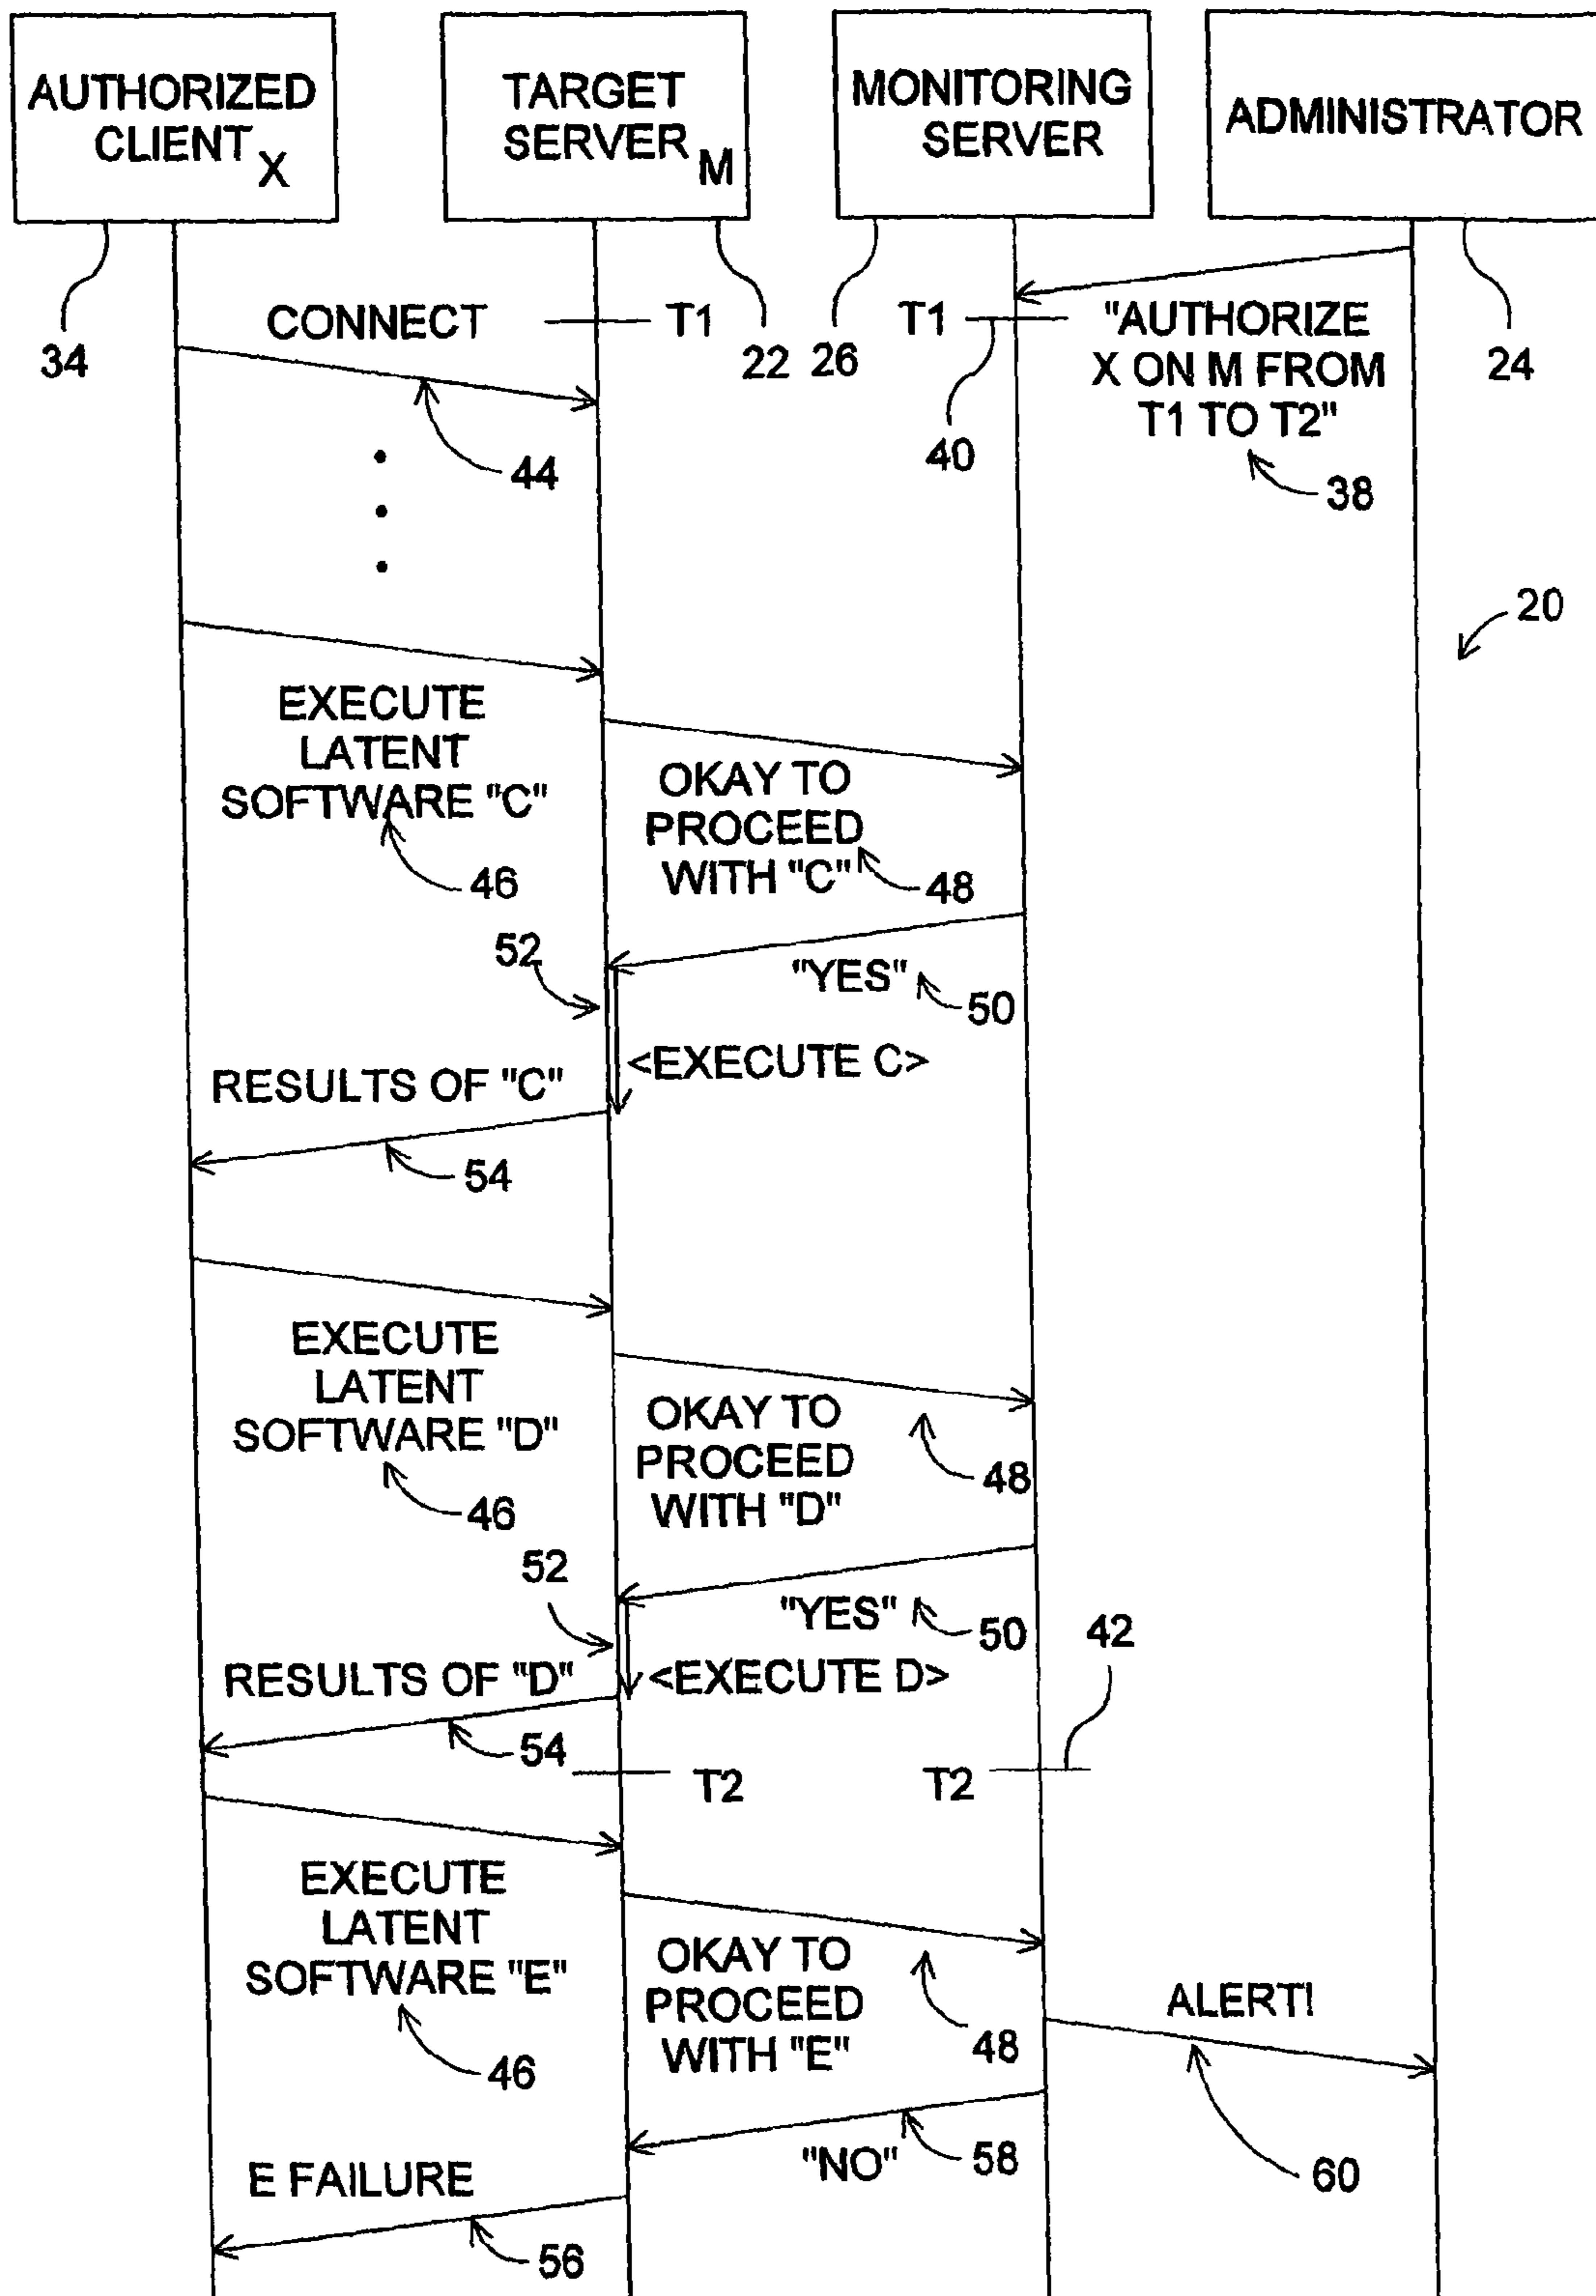 AUTHORIZED
CLIENT X
TARGET
SERVER M
MONITORING
SERVER
ADMINISTRATOR
34
CONNECT
T1
22
26
T1
40
"AUTHORIZE
X ON M FROM
T1 TO T2"
38
24
44
20
EXECUTE
LATENT
SOFTWARE "C"
46
OKAY TO
PROCEED
WITH "C"
48
52
"YES"
50
<EXECUTE C>
RESULTS OF "C"
54
EXECUTE
LATENT
SOFTWARE "D"
46
OKAY TO
PROCEED
WITH "D"
48
52
"YES"
50
42
<EXECUTE D>
RESULTS OF "D"
54
T2
T2
EXECUTE
LATENT
SOFTWARE "E"
46
OKAY TO
PROCEED
WITH "E"
48
ALERT!
"NO"
58
60
E FAILURE
56